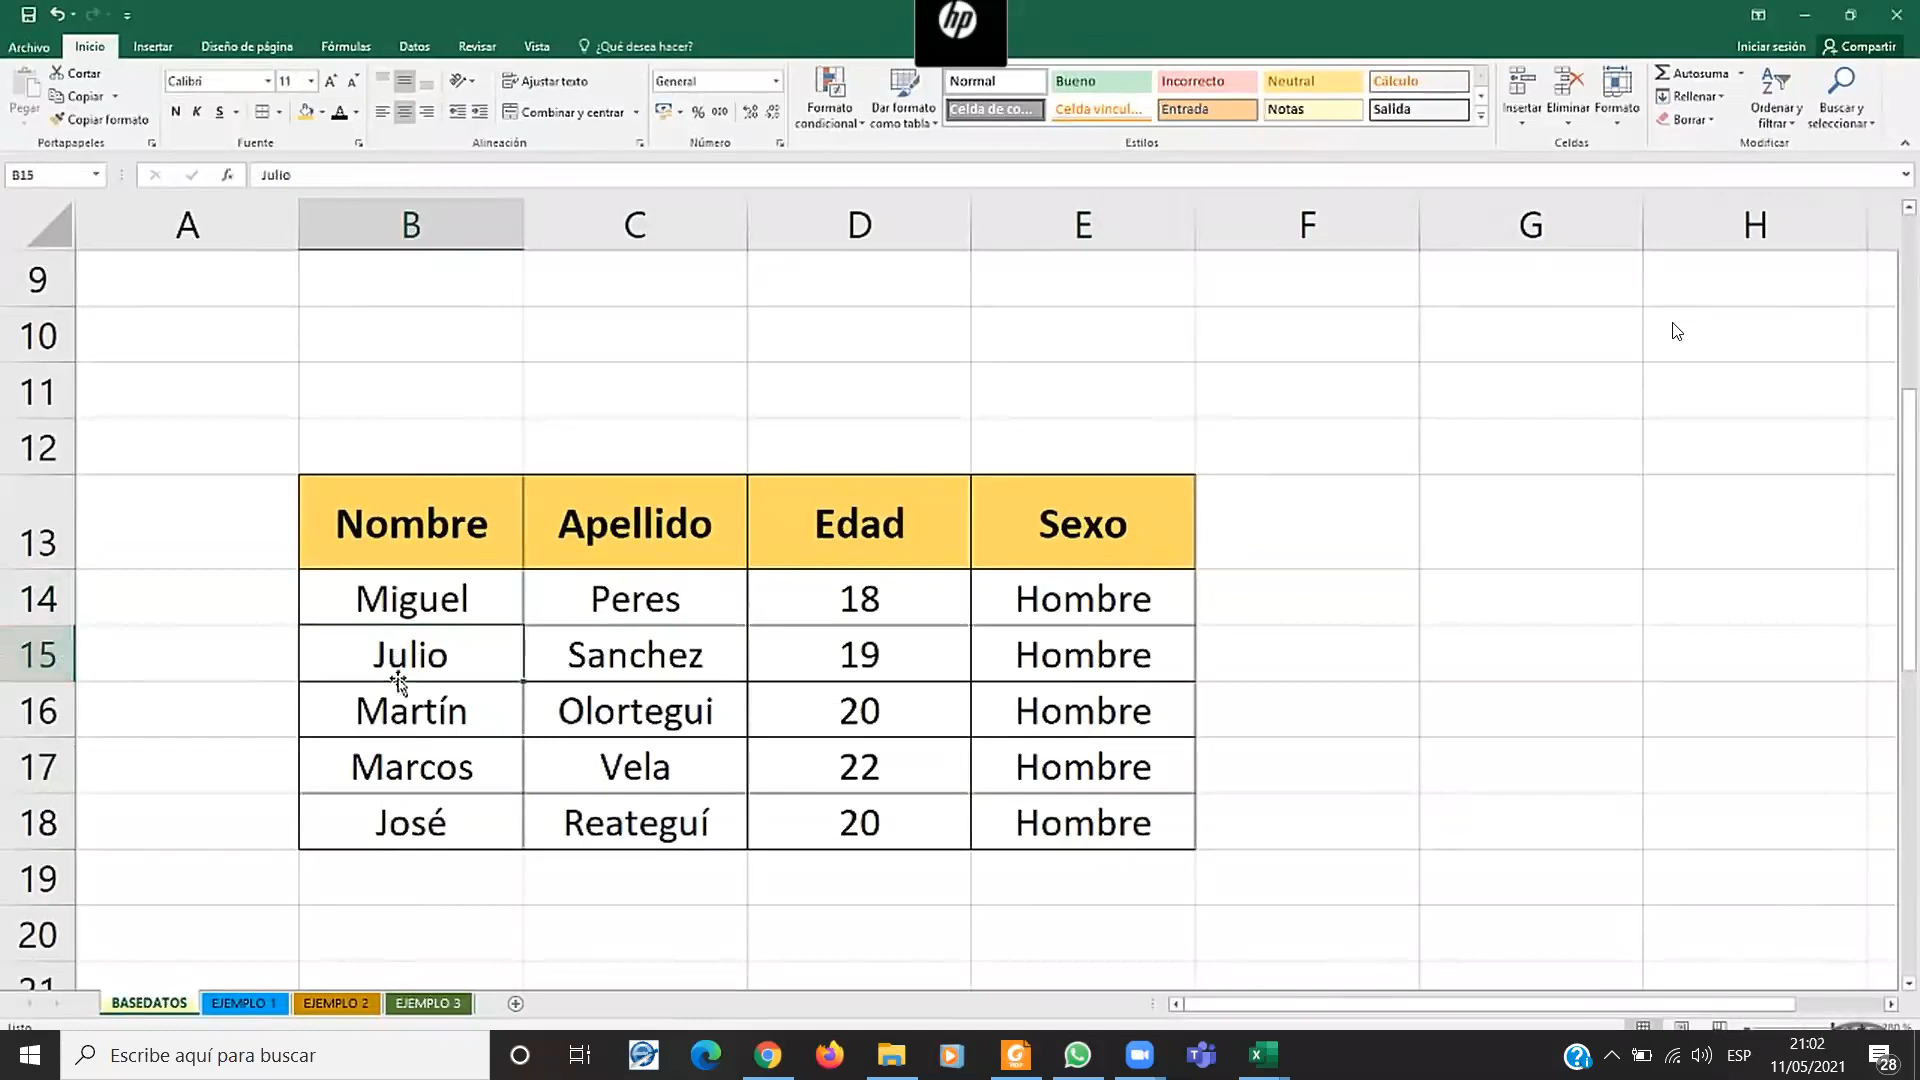 hp
Archivo Inicio Insertar Diseño de página Fórmulas Datos Revisar Vista ¿Qué desea hacer? Iniciar sesión Compartir
Pegar Cortar Copiar Copiar formato
Portapapeles
Calibri 11
N K S
Fuente
Ajustar texto
Combinar y centrar
Alineación
General
% 000
Número
Formato condicional
Dar formato como tabla
Normal Bueno Incorrecto Neutral Cálculo
Celda de co... Celda vincul... Entrada Notas Salida
Estilos
Insertar Eliminar Formato
Celdas
Autosuma
Rellenar
Borrar
Ordenar y filtrar
Buscar y seleccionar
Modificar
B15 fx Julio
A B C D E F G H
9
10
11
12
13 Nombre Apellido Edad Sexo
14 Miguel Peres 18 Hombre
15 Julio Sanchez 19 Hombre
16 Martín Olortegui 20 Hombre
17 Marcos Vela 22 Hombre
18 José Reateguí 20 Hombre
19
20
21
BASEDATOS EJEMPLO 1 EJEMPLO 2 EJEMPLO 3
Escribe aquí para buscar
ESP
21:02
11/05/2021
28